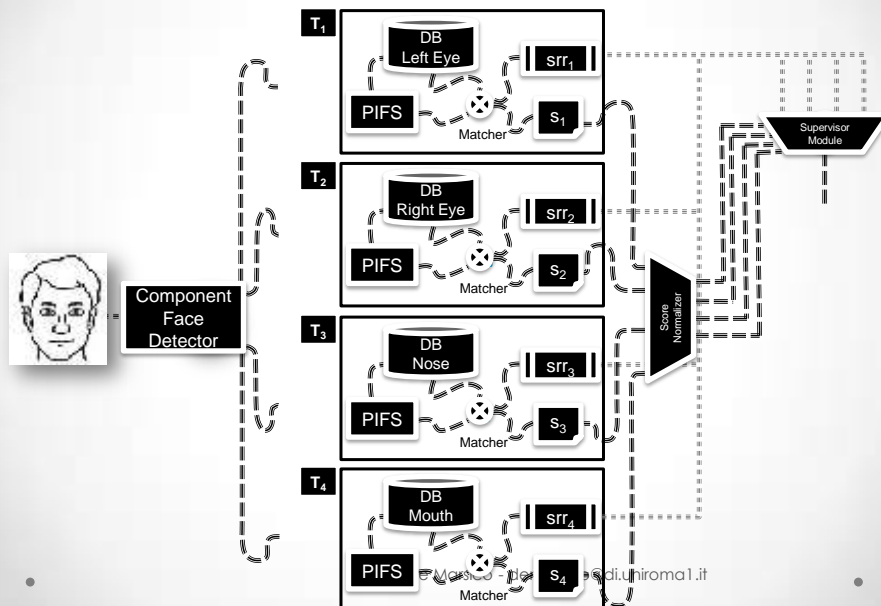 T1
DB
Left Eye
srr1
PIFS
s1
Matcher
Supervisor
Module
T2
DB
Right Eye
srr2
PIFS
s2
Matcher
Component
Face
Detector
Score
Normalizer
T3
DB
Nose
srr3
PIFS
s3
Matcher
T4
DB
Mouth
srr4
PIFS
s4
Matcher
Marsico - @di.uniroma1.it